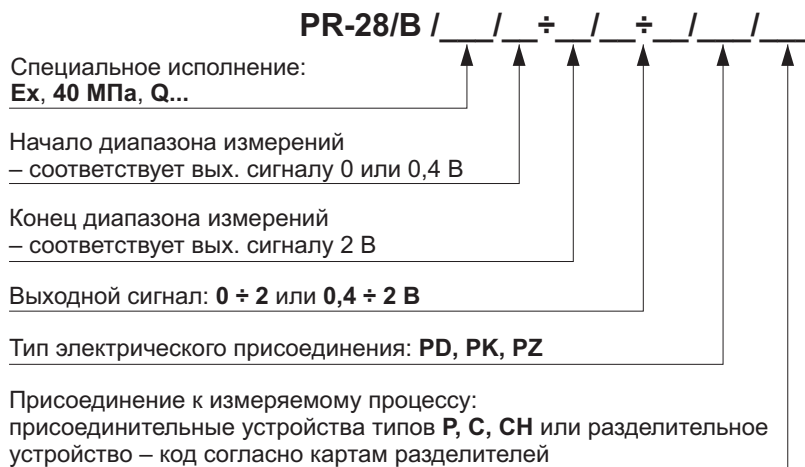 PR-28/B /___/__÷__/__÷__/___/___
Специальное исполнение:
Ex, 40 МПа, Q...
Начало диапазона измерений
– соответствует вых. сигналу 0 или 0,4 В
Конец диапазона измерений
– соответствует вых. сигналу 2 В
Выходной сигнал: 0 ÷ 2 или 0,4 ÷ 2 В
Тип электрического присоединения: PD, PK, PZ
Присоединение к измеряемому процессу:
присоединительные устройства типов P, C, CH или разделительное
устройство – код согласно картам разделителей